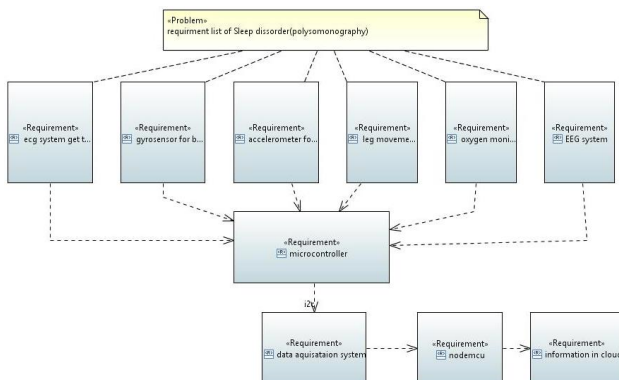 «Problem»
requirment list of Sleep dissorder(polysomonography)
«Requirement»
ecg system get t...
«Requirement»
gyrosensor for b...
«Requirement»
accelerometer fo...
«Requirement»
leg moveme...
«Requirement»
oxygen moni...
«Requirement»
EEG system
«Requirement»
microcontroller
i2c
«Requirement»
data aquisataion system
«Requirement»
nodemcu
«Requirement»
information in cloud